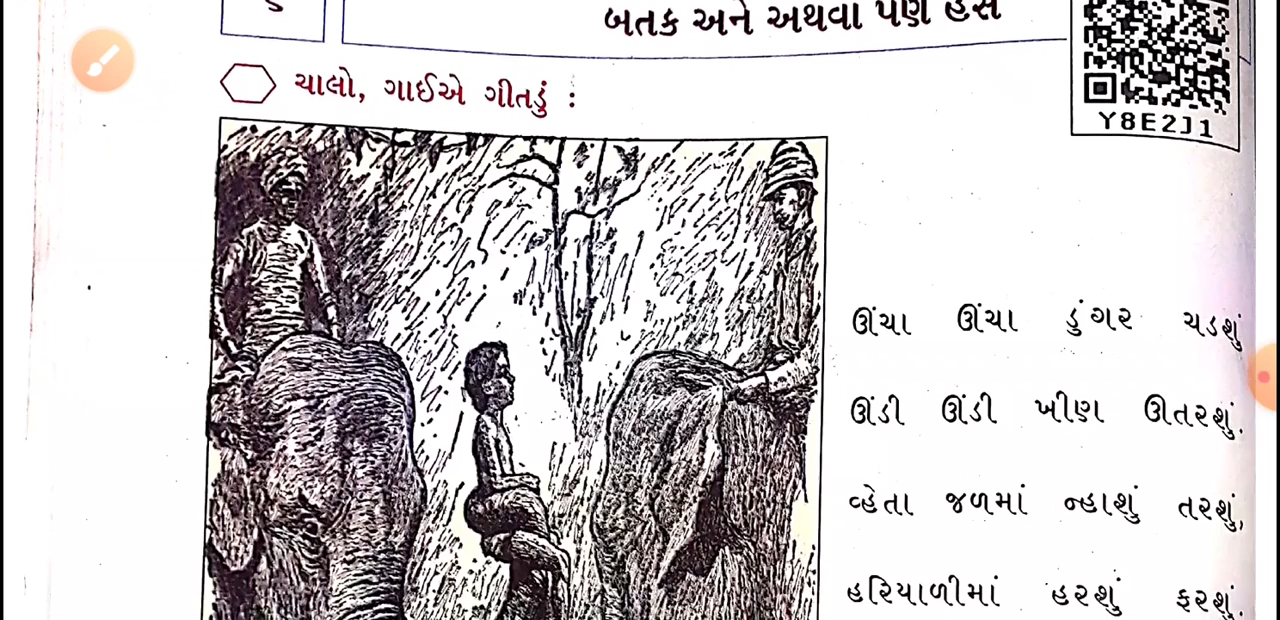 બતક અને અથવા પણ હંસ
ચાલો, ગાઈએ ગીતડું :
Y8E2J1
ઊંચા ઊંચા ડુંગર ચડશું
ઊંડી ઊંડી ખીણ ઊતરશું.
વ્હેતા જળમાં ન્હાશું તરશું,
હરિયાળીમાં હરશું ફરશું.